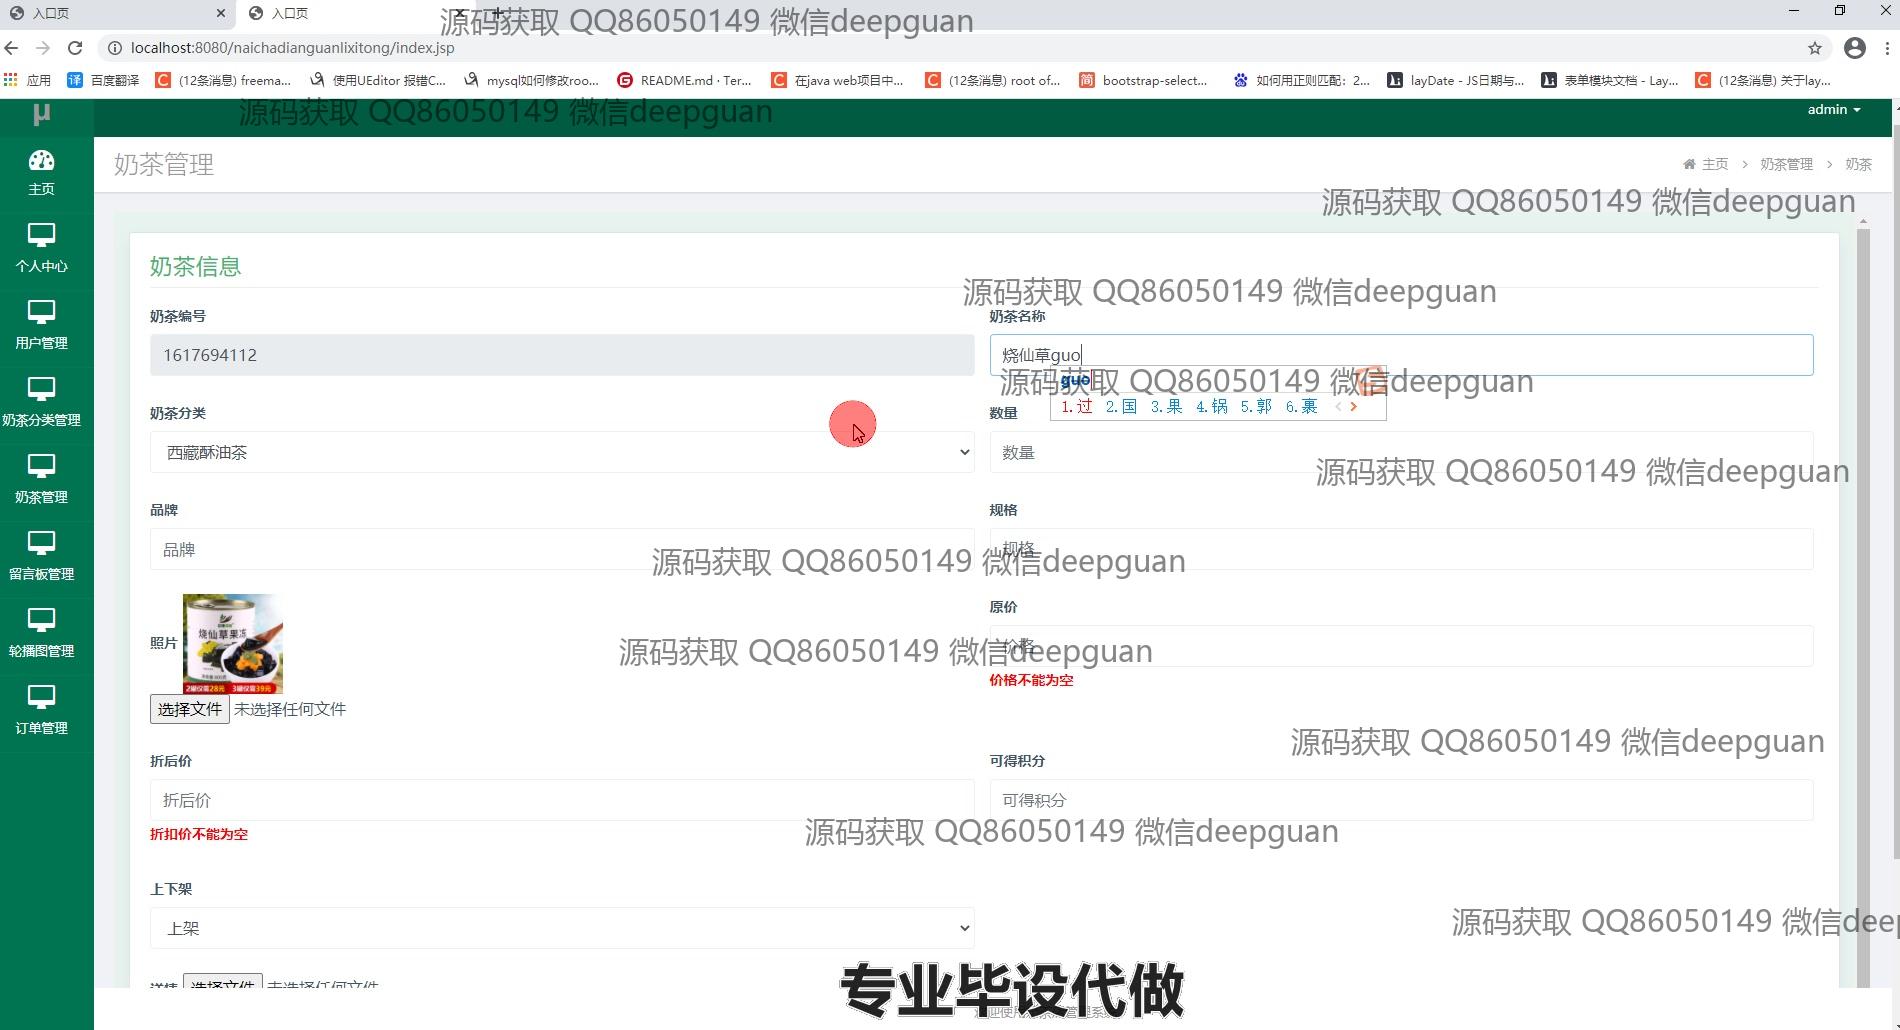 入口页
入口页
源码获取 QQ86050149 微信deepguan
localhost:8080/naichadianguanlixitong/index.jsp
应用
百度翻译
(12条消息) freema...
使用UEditor 报错C...
mysql如何修改roo...
README.md · Ter...
在java web项目中...
(12条消息) root of...
bootstrap-select...
如何用正则匹配：2...
layDate - JS日期与...
表单模块文档 - Lay...
(12条消息) 关于lay...
μ
源码获取 QQ86050149 微信deepguan
admin
奶茶管理
主页 > 奶茶管理 > 奶茶
源码获取 QQ86050149 微信deepguan
主页
个人中心
用户管理
奶茶分类管理
奶茶管理
留言板管理
轮播图管理
订单管理
奶茶信息
源码获取 QQ86050149 微信deepguan
奶茶编号
奶茶名称
1617694112
烧仙草guo
源码获取 QQ86050149 微信deepguan
guo
1.过 2.国 3.果 4.锅 5.郭 6.裹
奶茶分类
数量
西藏酥油茶
数量
源码获取 QQ86050149 微信deepguan
品牌
规格
品牌
规格
源码获取 QQ86050149 微信deepguan
照片
烧仙草果冻
2罐仅需28元 3罐仅需39元
原价
价格
源码获取 QQ86050149 微信deepguan
价格不能为空
选择文件 未选择任何文件
源码获取 QQ86050149 微信deepguan
折后价
可得积分
折后价
可得积分
折扣价不能为空
源码获取 QQ86050149 微信deepguan
上下架
上架
源码获取 QQ86050149 微信deep
详情 选择文件 未选择任何文件
专业毕设代做